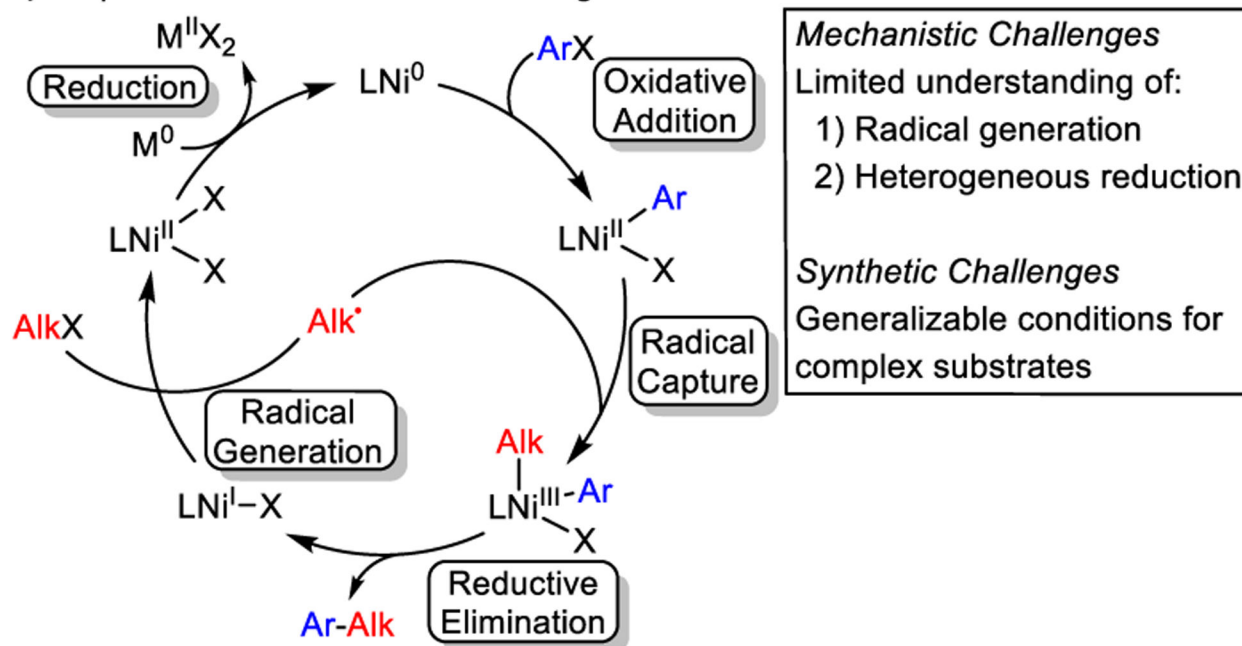 M^II X2
Reduction
M^0
LNi^0
ArX
Oxidative
Addition
LNi^II
Ar
X
LNi^II
X
X
AlkX
Alk•
Radical
Capture
Radical
Generation
LNi^I–X
Alk
LNi^III-Ar
X
Reductive
Elimination
Ar-Alk
Mechanistic Challenges
Limited understanding of:
1) Radical generation
2) Heterogeneous reduction
Synthetic Challenges
Generalizable conditions for
complex substrates